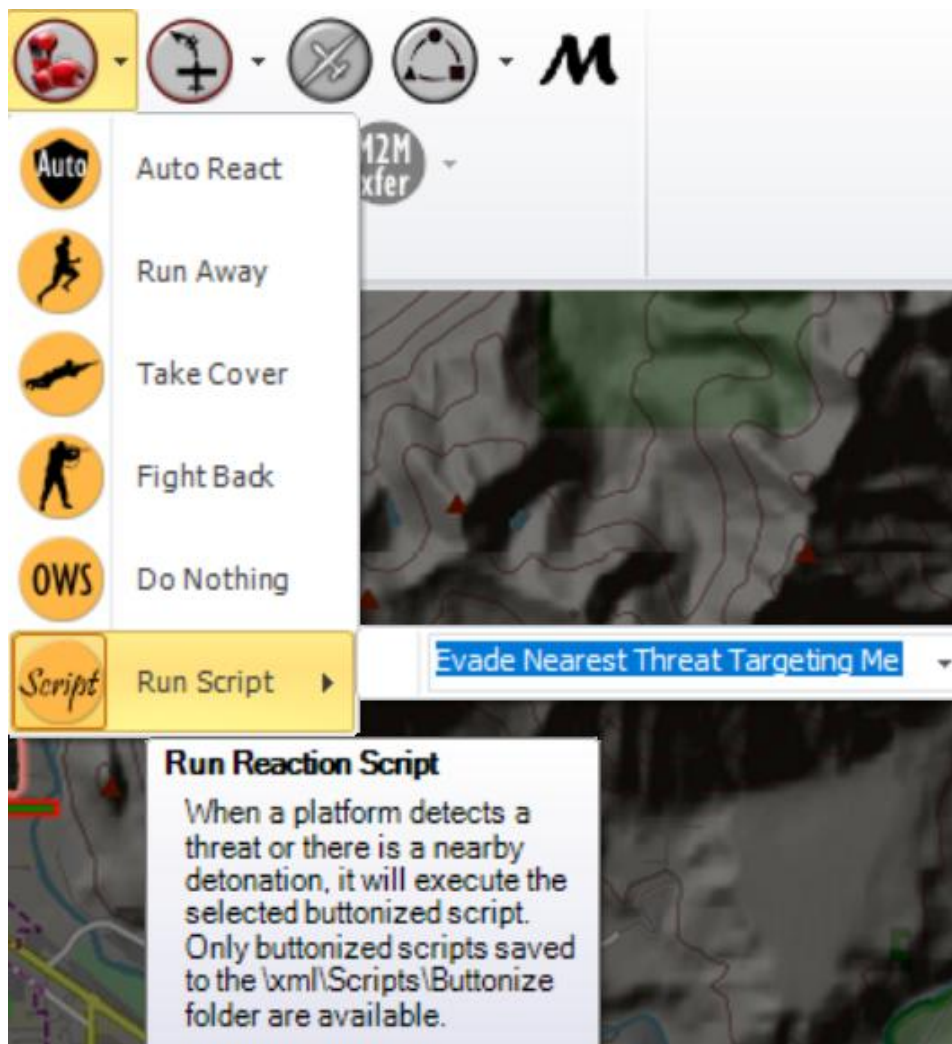 M
M2M
xfer
Auto
Auto React
Run Away
Take Cover
Fight Back
OWS
Do Nothing
Script
Run Script
Evade Nearest Threat Targeting Me
Run Reaction Script
When a platform detects a
threat or there is a nearby
detonation, it will execute the
selected buttonized script.
Only buttonized scripts saved
to the \xml\Scripts\Buttonize
folder are available.